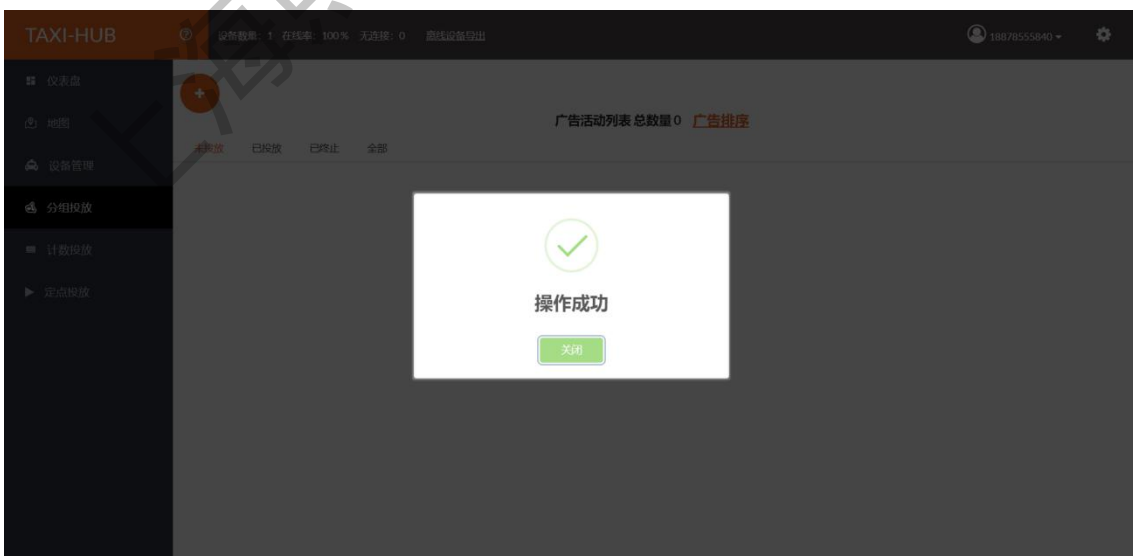 TAXI-HUB
设备数量: 1 在线率: 100% 无连接: 0 离线设备导出
18878555840
仪表盘
地图
广告活动列表 总数量0 广告排序
未投放 已投放 已终止 全部
设备管理
分组投放
计数投放
定点投放
操作成功
关闭
上海